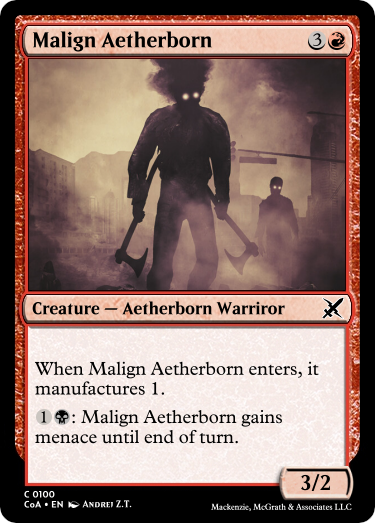 Malign Aetherborn 3
Creature — Aetherborn Warriror
When Malign Aetherborn enters, it
manufactures 1.
1: Malign Aetherborn gains
menace until end of turn.
3/2
C 0100
CoA • EN Andrei Z.T.
Mackenzie, McGrath & Associates LLC